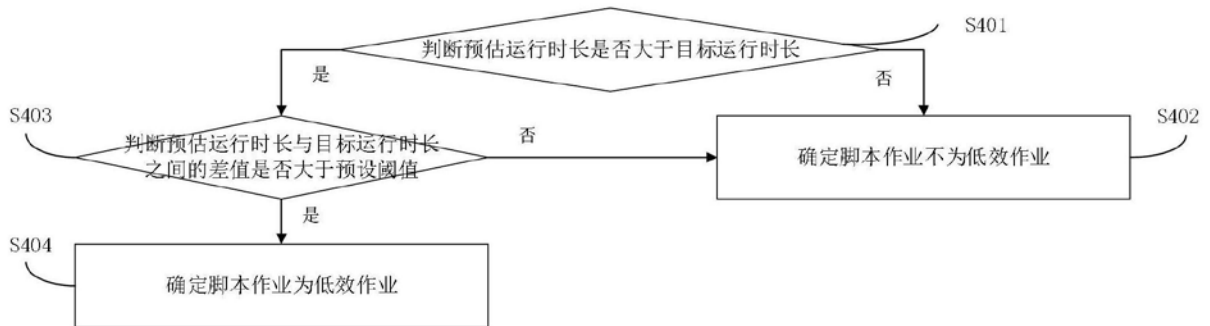 S401
判断预估运行时长是否大于目标运行时长
是
否
S403
S402
判断预估运行时长与目标运行时长
之间的差值是否大于预设阈值
否
确定脚本作业不为低效作业
是
S404
确定脚本作业为低效作业